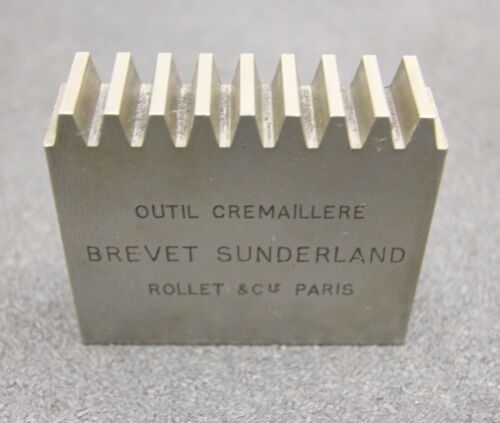 OUTIL CREMAILLERE
BREVET SUNDERLAND
ROLLET & Cie PARIS